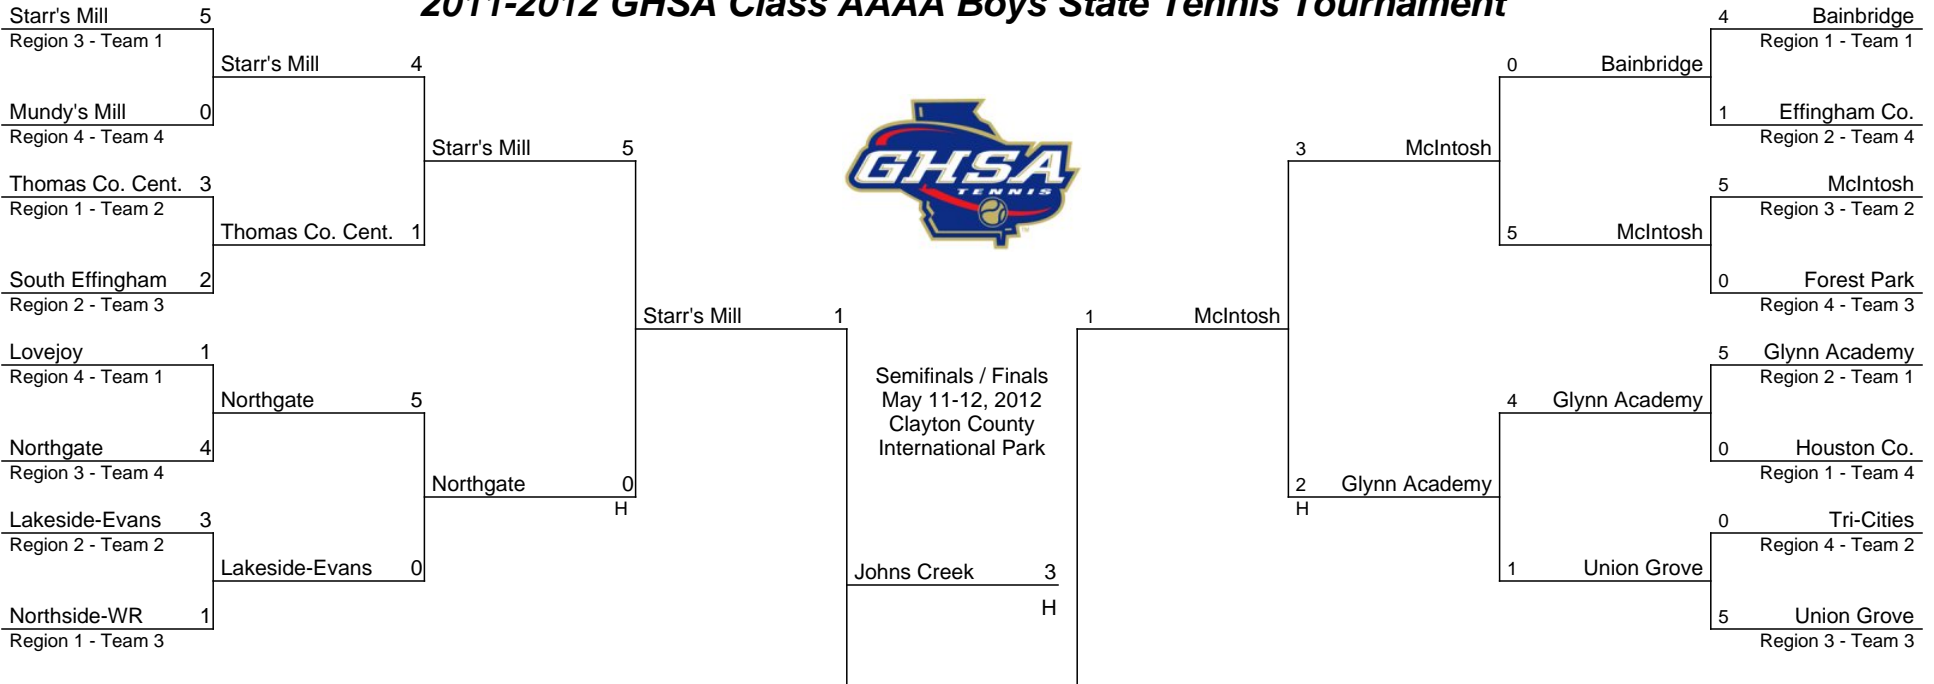 2011-2012 GHSA Class AAAA Boys State Tennis Tournament
Starr's Mill 5
Region 3 - Team 1
Mundy's Mill 0
Region 4 - Team 4
Thomas Co. Cent. 3
Region 1 - Team 2
South Effingham 2
Region 2 - Team 3
Lovejoy 1
Region 4 - Team 1
Northgate 4
Region 3 - Team 4
Lakeside-Evans 3
Region 2 - Team 2
Northside-WR 1
Region 1 - Team 3
Starr's Mill 4
Thomas Co. Cent. 1
Northgate 5
Lakeside-Evans 0
Starr's Mill 5
Northgate 0
H
Starr's Mill 1
GHSA
TENNIS
Semifinals / Finals
May 11-12, 2012
Clayton County
International Park
Johns Creek 3
H
1 McIntosh
3 McIntosh
2 Glynn Academy
H
0 Bainbridge
5 McIntosh
4 Glynn Academy
1 Union Grove
4 Bainbridge
Region 1 - Team 1
1 Effingham Co.
Region 2 - Team 4
5 McIntosh
Region 3 - Team 2
0 Forest Park
Region 4 - Team 3
5 Glynn Academy
Region 2 - Team 1
0 Houston Co.
Region 1 - Team 4
0 Tri-Cities
Region 4 - Team 2
5 Union Grove
Region 3 - Team 3